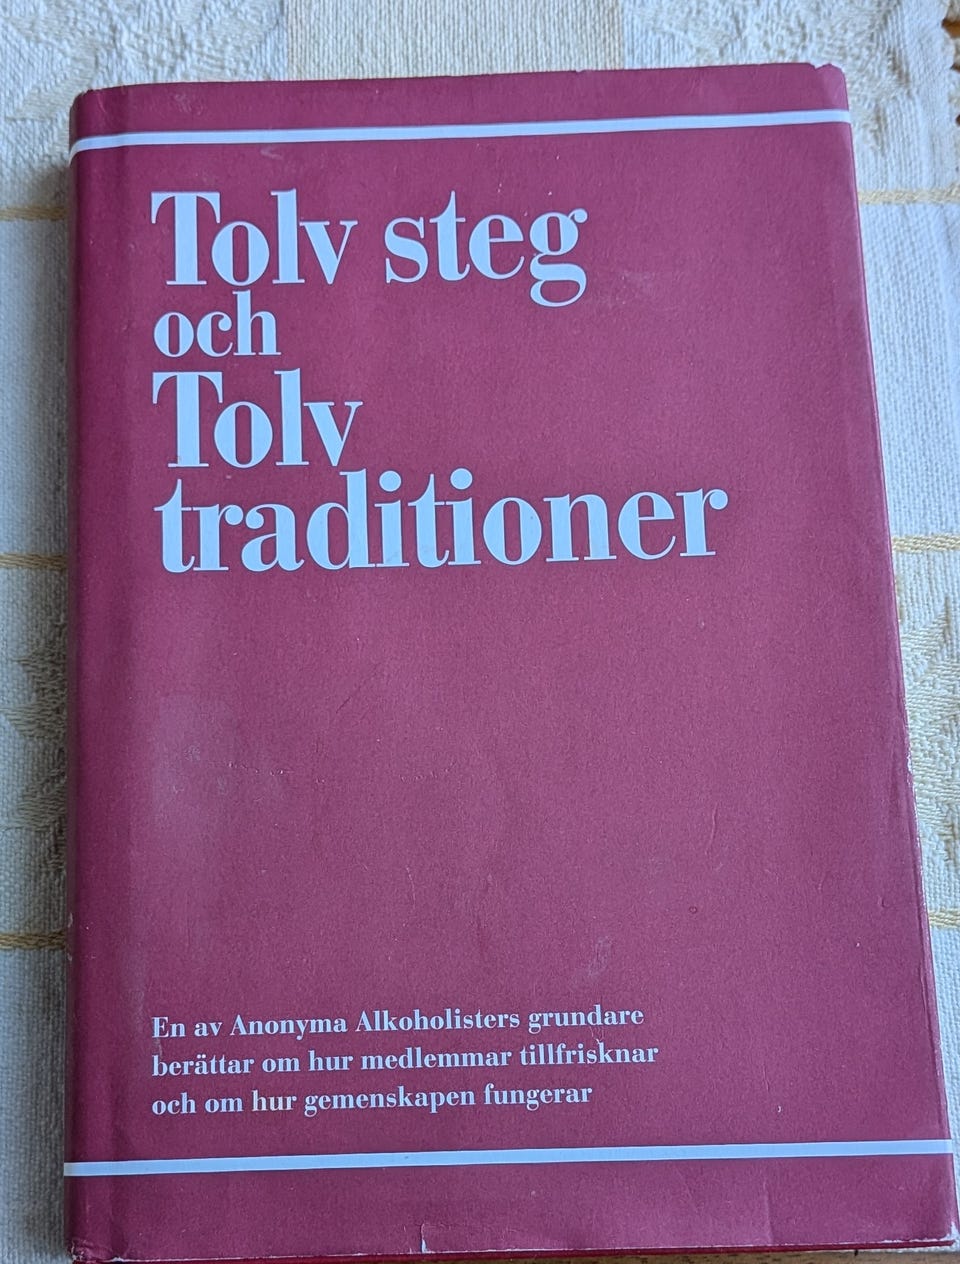 Tolv steg
och
Tolv
traditioner
En av Anonyma Alkoholisters grundare
berättar om hur medlemmar tillfrisknar
och om hur gemenskapen fungerar